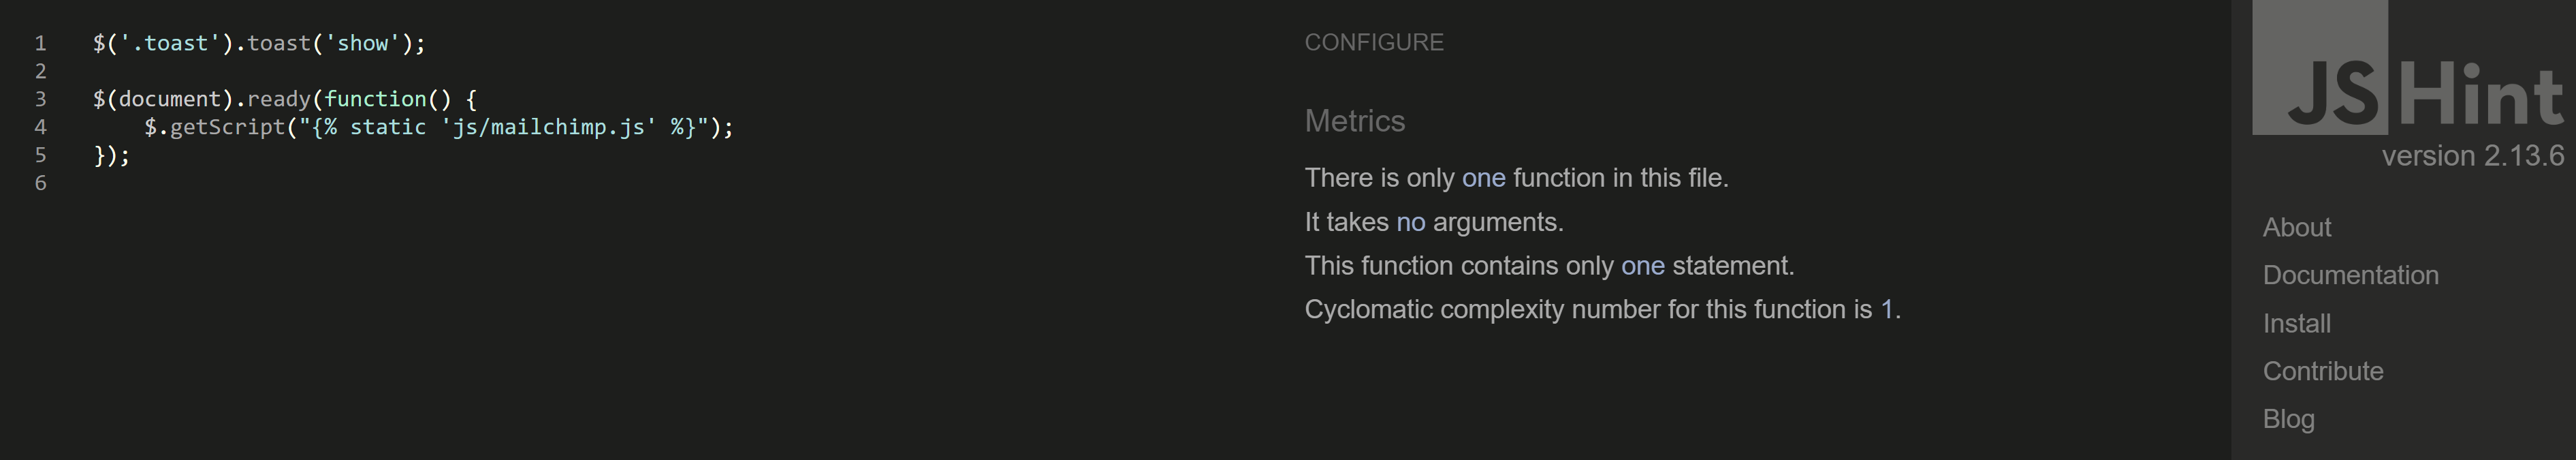 1 $('.toast').toast('show');
2
3 $(document).ready(function() {
4     $.getScript("{% static 'js/mailchimp.js' %}");
5 });
6
CONFIGURE
Metrics
There is only one function in this file.
It takes no arguments.
This function contains only one statement.
Cyclomatic complexity number for this function is 1.
JSHint
version 2.13.6
About
Documentation
Install
Contribute
Blog